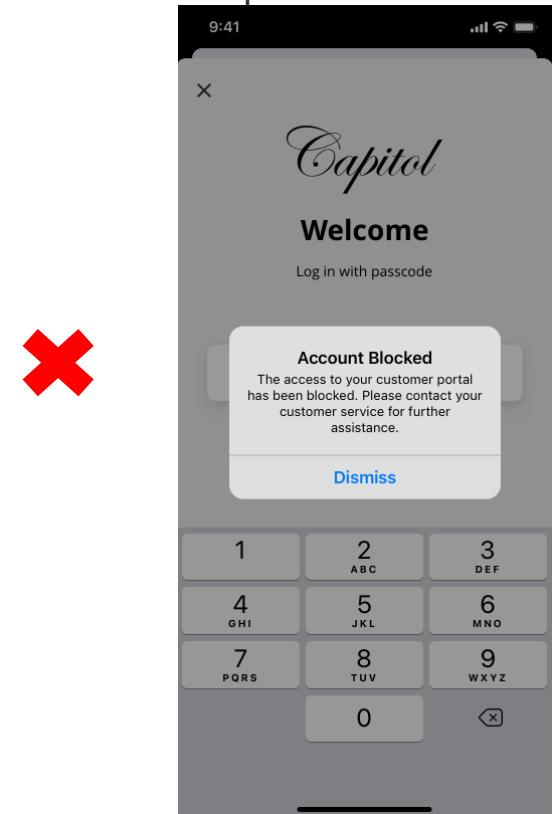 9:41
Capitol
Welcome
Log in with passcode
Account Blocked
The access to your customer portal
has been blocked. Please contact your
customer service for further
assistance.
Dismiss
1
2
ABC
3
DEF
4
GHI
5
JKL
6
MNO
7
PQRS
8
TUV
9
WXYZ
0